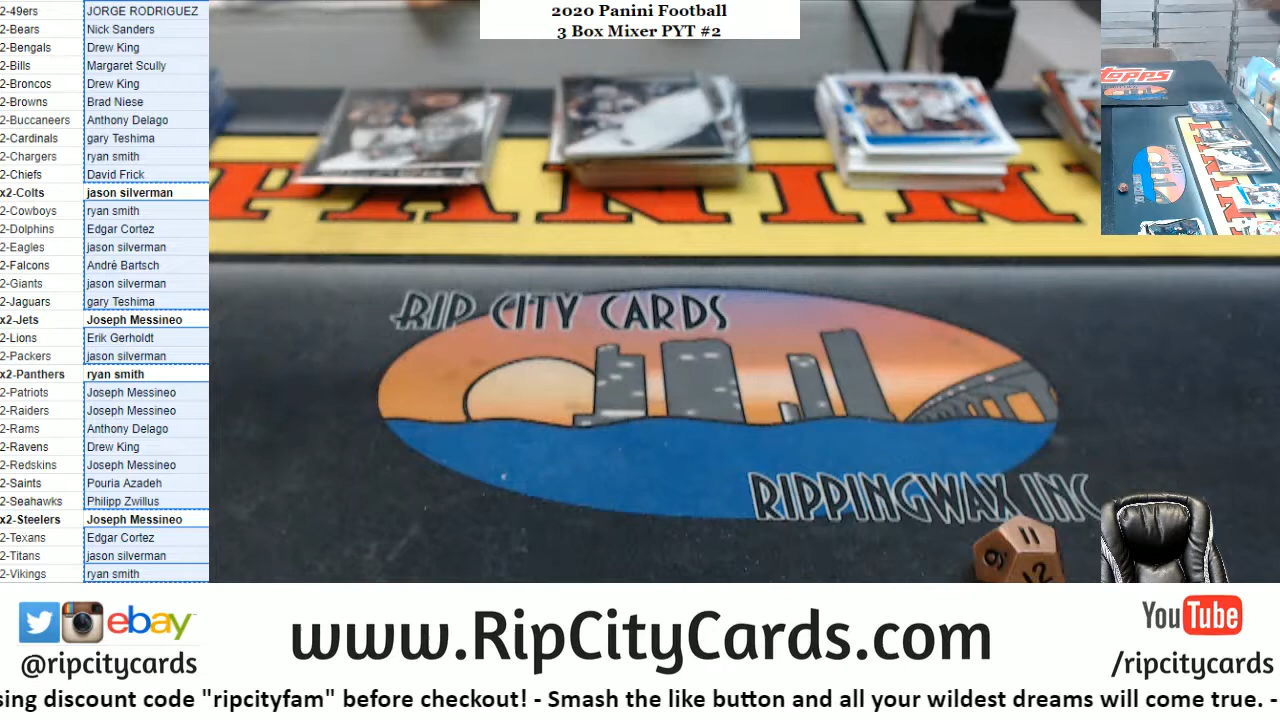 2020 Panini Football
3 Box Mixer PYT #2
2-49ers JORGE RODRIGUEZ
2-Bears Nick Sanders
2-Bengals Drew King
2-Bills Margaret Scully
2-Broncos Drew King
2-Browns Brad Niese
2-Buccaneers Anthony Delago
2-Cardinals gary Teshima
2-Chargers ryan smith
2-Chiefs David Frick
x2-Colts jason silverman
2-Cowboys ryan smith
2-Dolphins Edgar Cortez
2-Eagles jason silverman
2-Falcons André Bartsch
2-Giants jason silverman
2-Jaguars gary Teshima
x2-Jets Joseph Messineo
2-Lions Erik Gerholdt
2-Packers jason silverman
x2-Panthers ryan smith
2-Patriots Joseph Messineo
2-Raiders Joseph Messineo
2-Rams Anthony Delago
2-Ravens Drew King
2-Redskins Joseph Messineo
2-Saints Pouria Azadeh
2-Seahawks Philipp Zwillus
x2-Steelers Joseph Messineo
2-Texans Edgar Cortez
2-Titans jason silverman
2-Vikings ryan smith
PANINI
TOPPS
RIP CITY CARDS
RIPPINGWAX INC
9 11
12
ebay
@ripcitycards
www.RipCityCards.com
YouTube
/ripcitycards
sing discount code "ripcityfam" before checkout! - Smash the like button and all your wildest dreams will come true. -